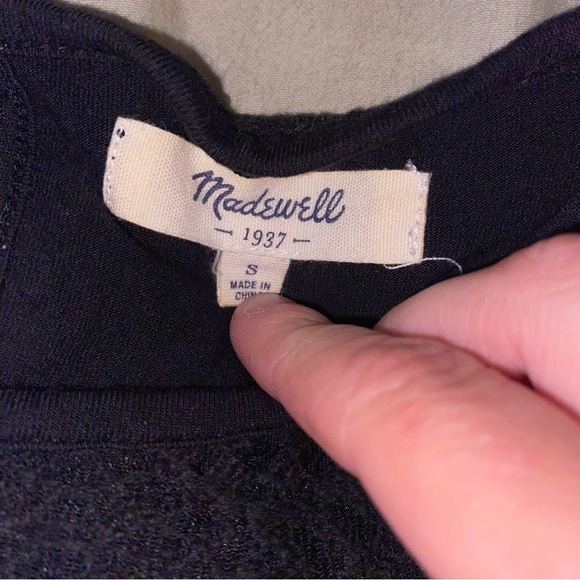 Madewell
— 1937 —
S
MADE IN
CHINA